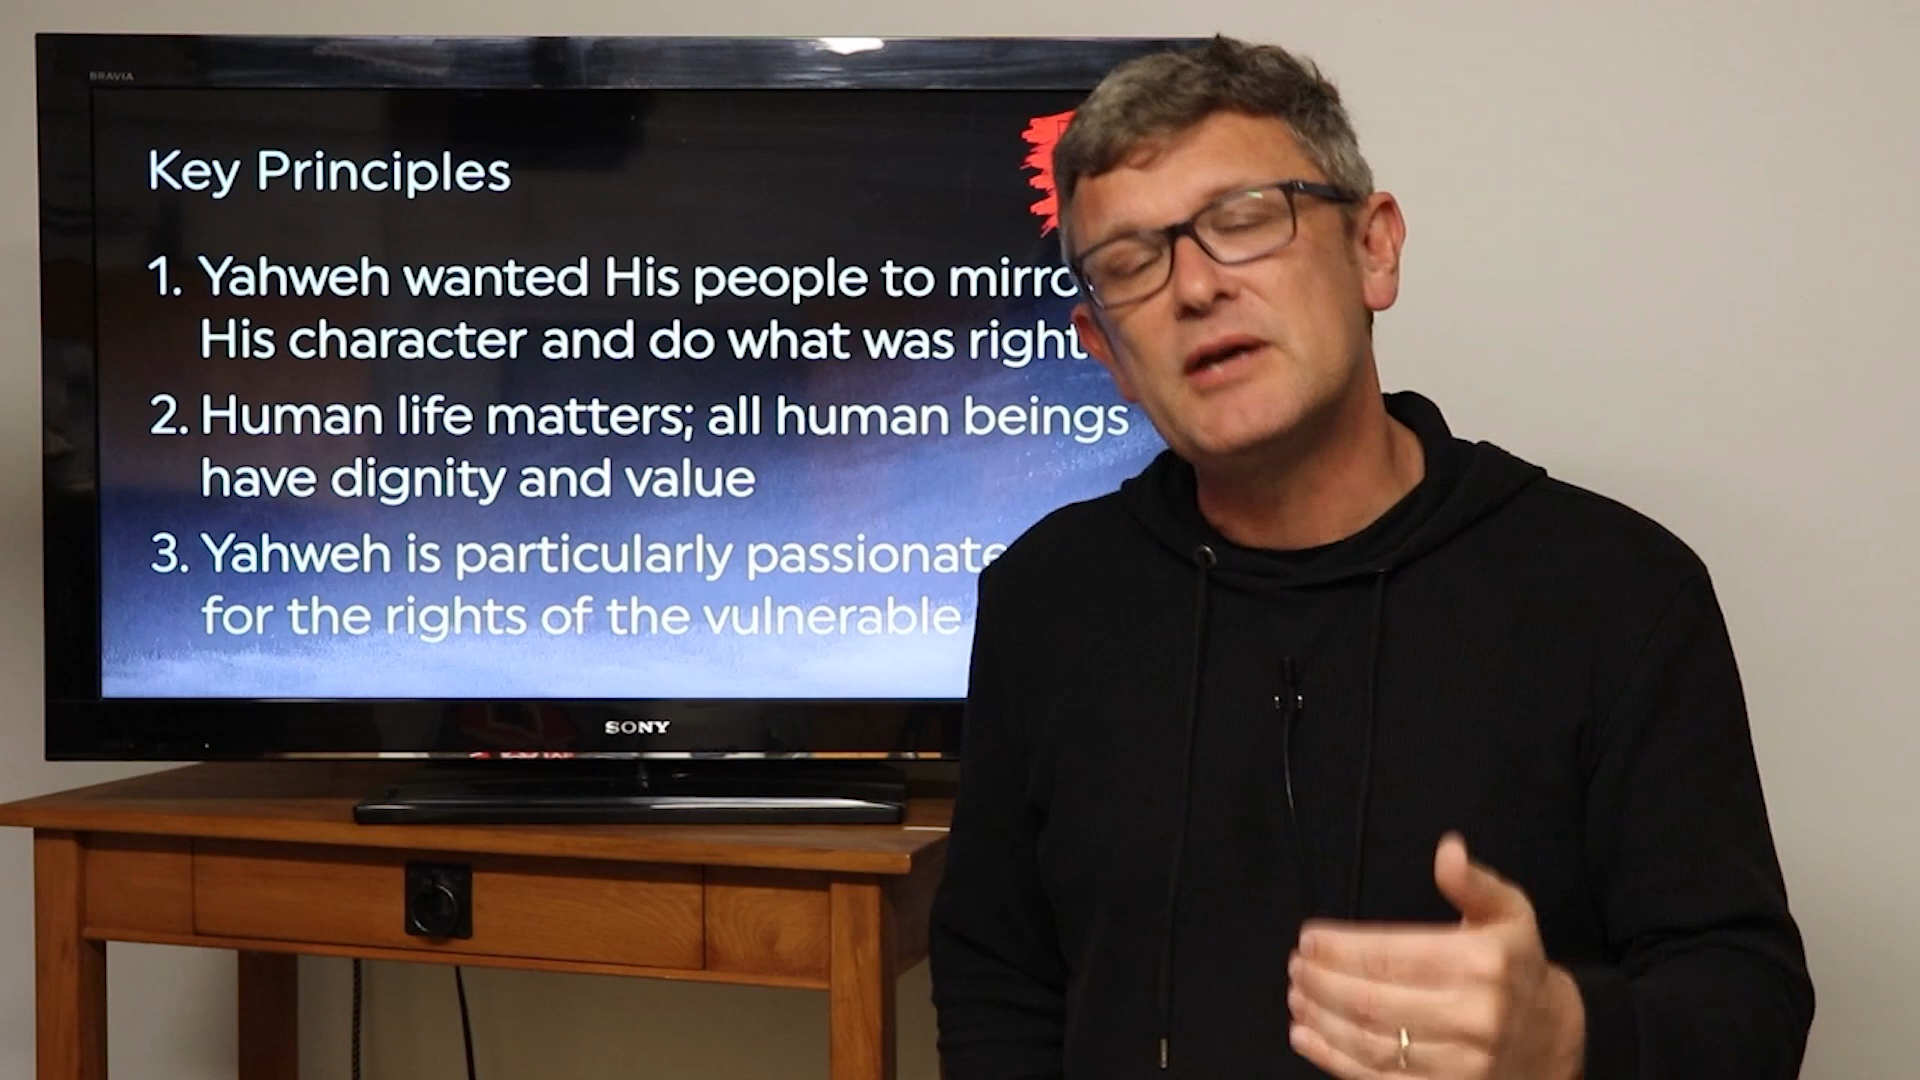 BRAVIA
Key Principles
1. Yahweh wanted His people to
His character and do what was right
2. Human life matters; all human beings
have dignity and value
3. Yahweh is particularly passionate
for the rights of the vulnerable
SONY